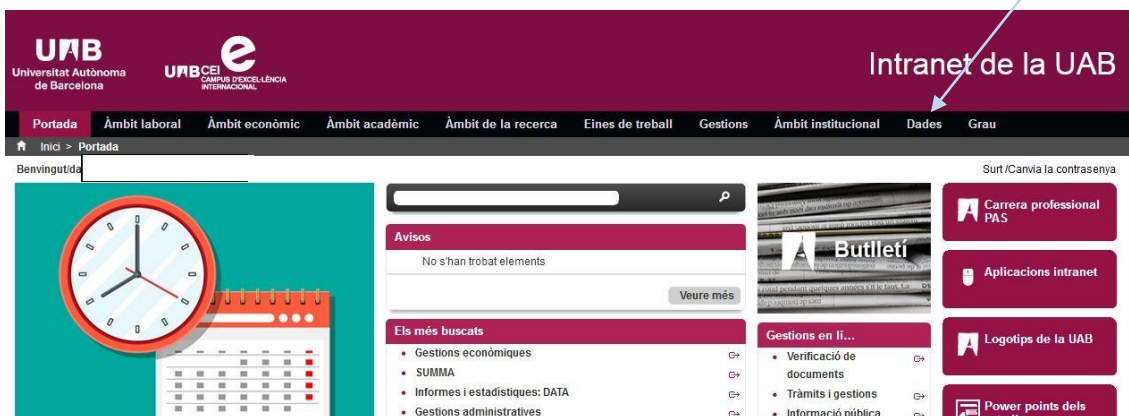 UAB
Universitat Autònoma
de Barcelona
UAB CEI
CAMPUS D'EXCEL·LÈNCIA
INTERNACIONAL
Intranet de la UAB
Portada Àmbit laboral Àmbit econòmic Àmbit acadèmic Àmbit de la recerca Eines de treball Gestions Àmbit institucional Dades Grau
Inici > Portada
Benvingut/da
Surt /Canvia la contrasenya
Avisos
No s'han trobat elements
Veure més
Els més buscats
• Gestions econòmiques
• SUMMA
• Informes i estadístiques: DATA
• Gestions administratives
Butlletí
Gestions en lí...
• Verificació de
documents
• Tràmits i gestions
• Informació pública
Carrera professional
PAS
Aplicacions intranet
Logotips de la UAB
Power points dels